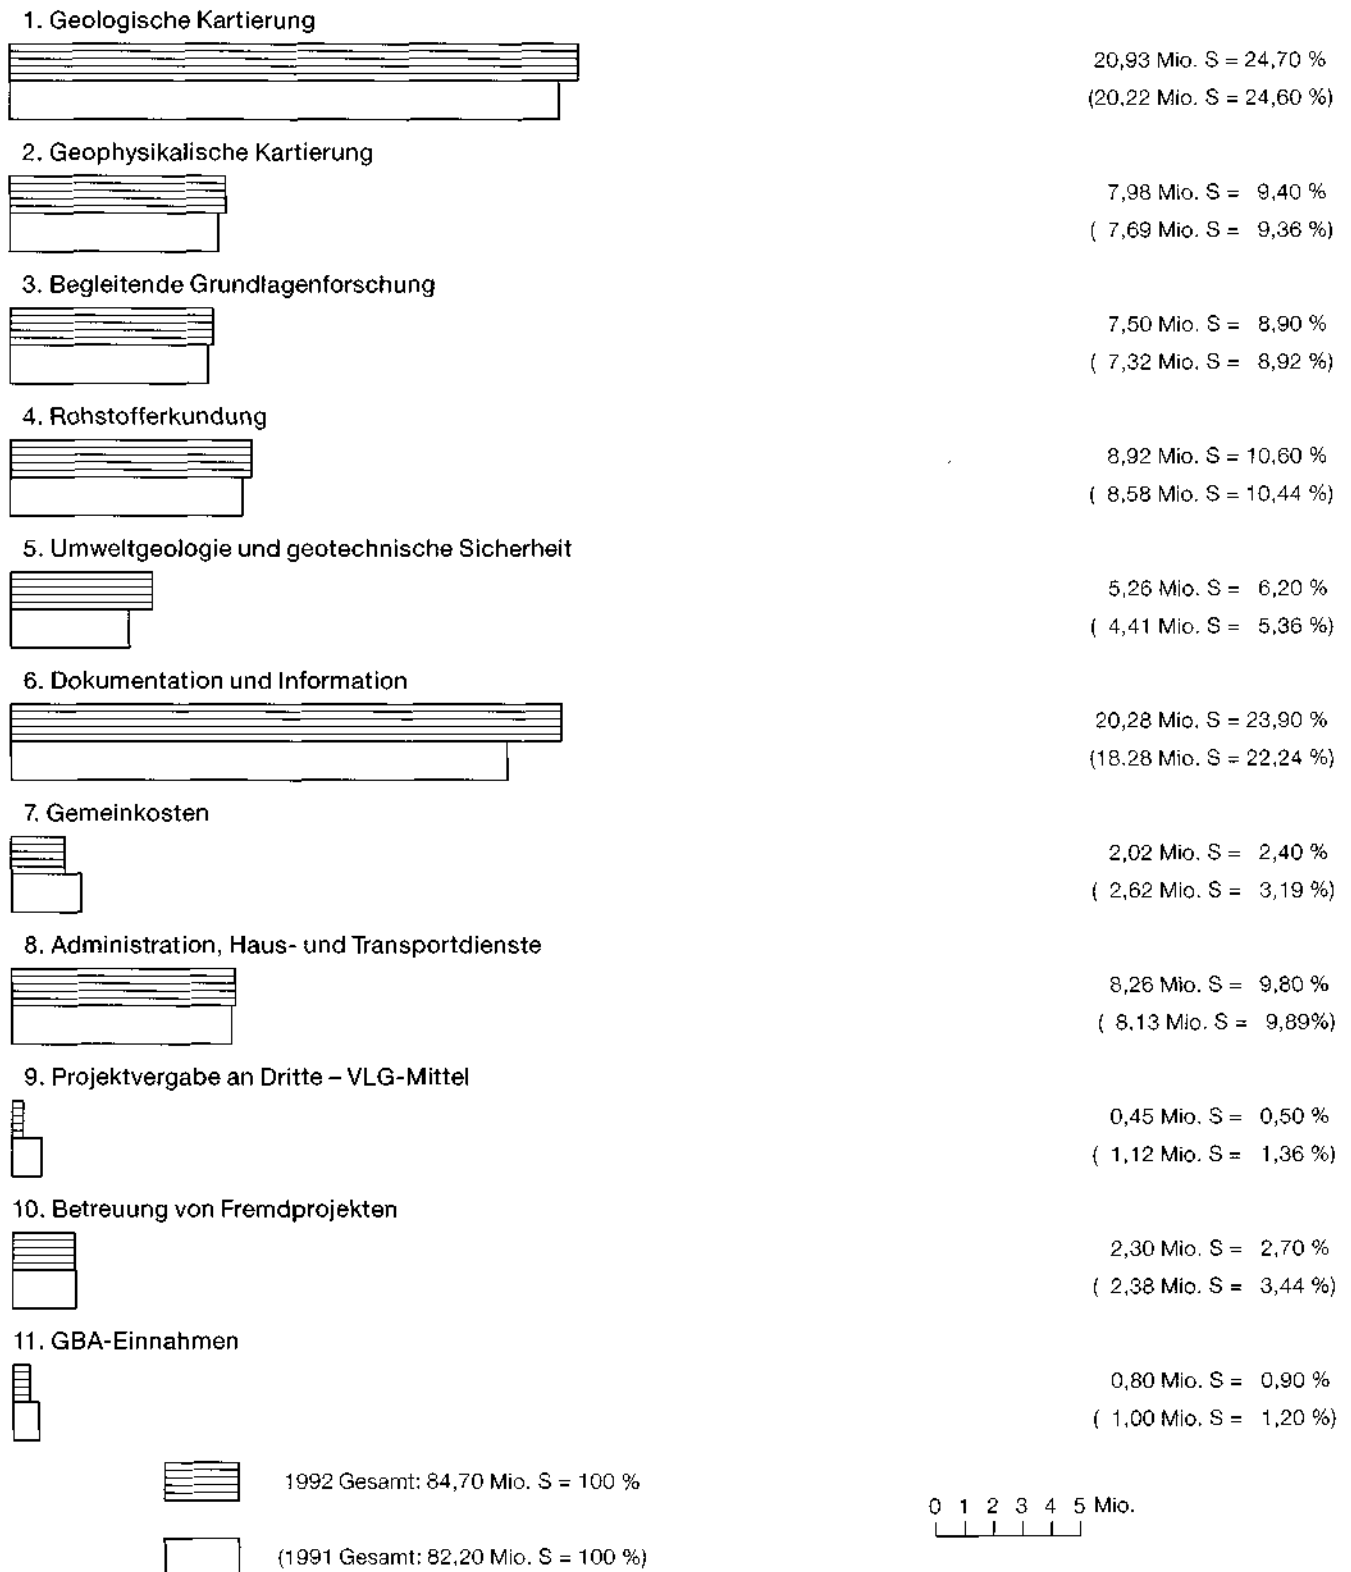 1. Geologische Kartierung
20,93 Mio. S = 24,70 %
(20,22 Mio. S = 24,60 %)
2. Geophysikalische Kartierung
7,98 Mio. S = 9,40 %
( 7,69 Mio. S = 9,36 %)
3. Begleitende Grundlagenforschung
7,50 Mio. S = 8,90 %
( 7,32 Mio. S = 8,92 %)
4. Rohstofferkundung
8,92 Mio. S = 10,60 %
( 8,58 Mio. S = 10,44 %)
5. Umweltgeologie und geotechnische Sicherheit
5,26 Mio. S = 6,20 %
( 4,41 Mio. S = 5,36 %)
6. Dokumentation und Information
20,28 Mio. S = 23,90 %
(18.28 Mio. S = 22,24 %)
7. Gemeinkosten
2,02 Mio. S = 2,40 %
( 2,62 Mio. S = 3,19 %)
8. Administration, Haus- und Transportdienste
8,26 Mio. S = 9,80 %
( 8,13 Mio. S = 9,89%)
9. Projektvergabe an Dritte – VLG-Mittel
0,45 Mio. S = 0,50 %
( 1,12 Mio. S = 1,36 %)
10. Betreuung von Fremdprojekten
2,30 Mio. S = 2,70 %
( 2,38 Mio. S = 3,44 %)
11. GBA-Einnahmen
0,80 Mio. S = 0,90 %
( 1,00 Mio. S = 1,20 %)
1992 Gesamt: 84,70 Mio. S = 100 %
0 1 2 3 4 5 Mio.
(1991 Gesamt: 82,20 Mio. S = 100 %)